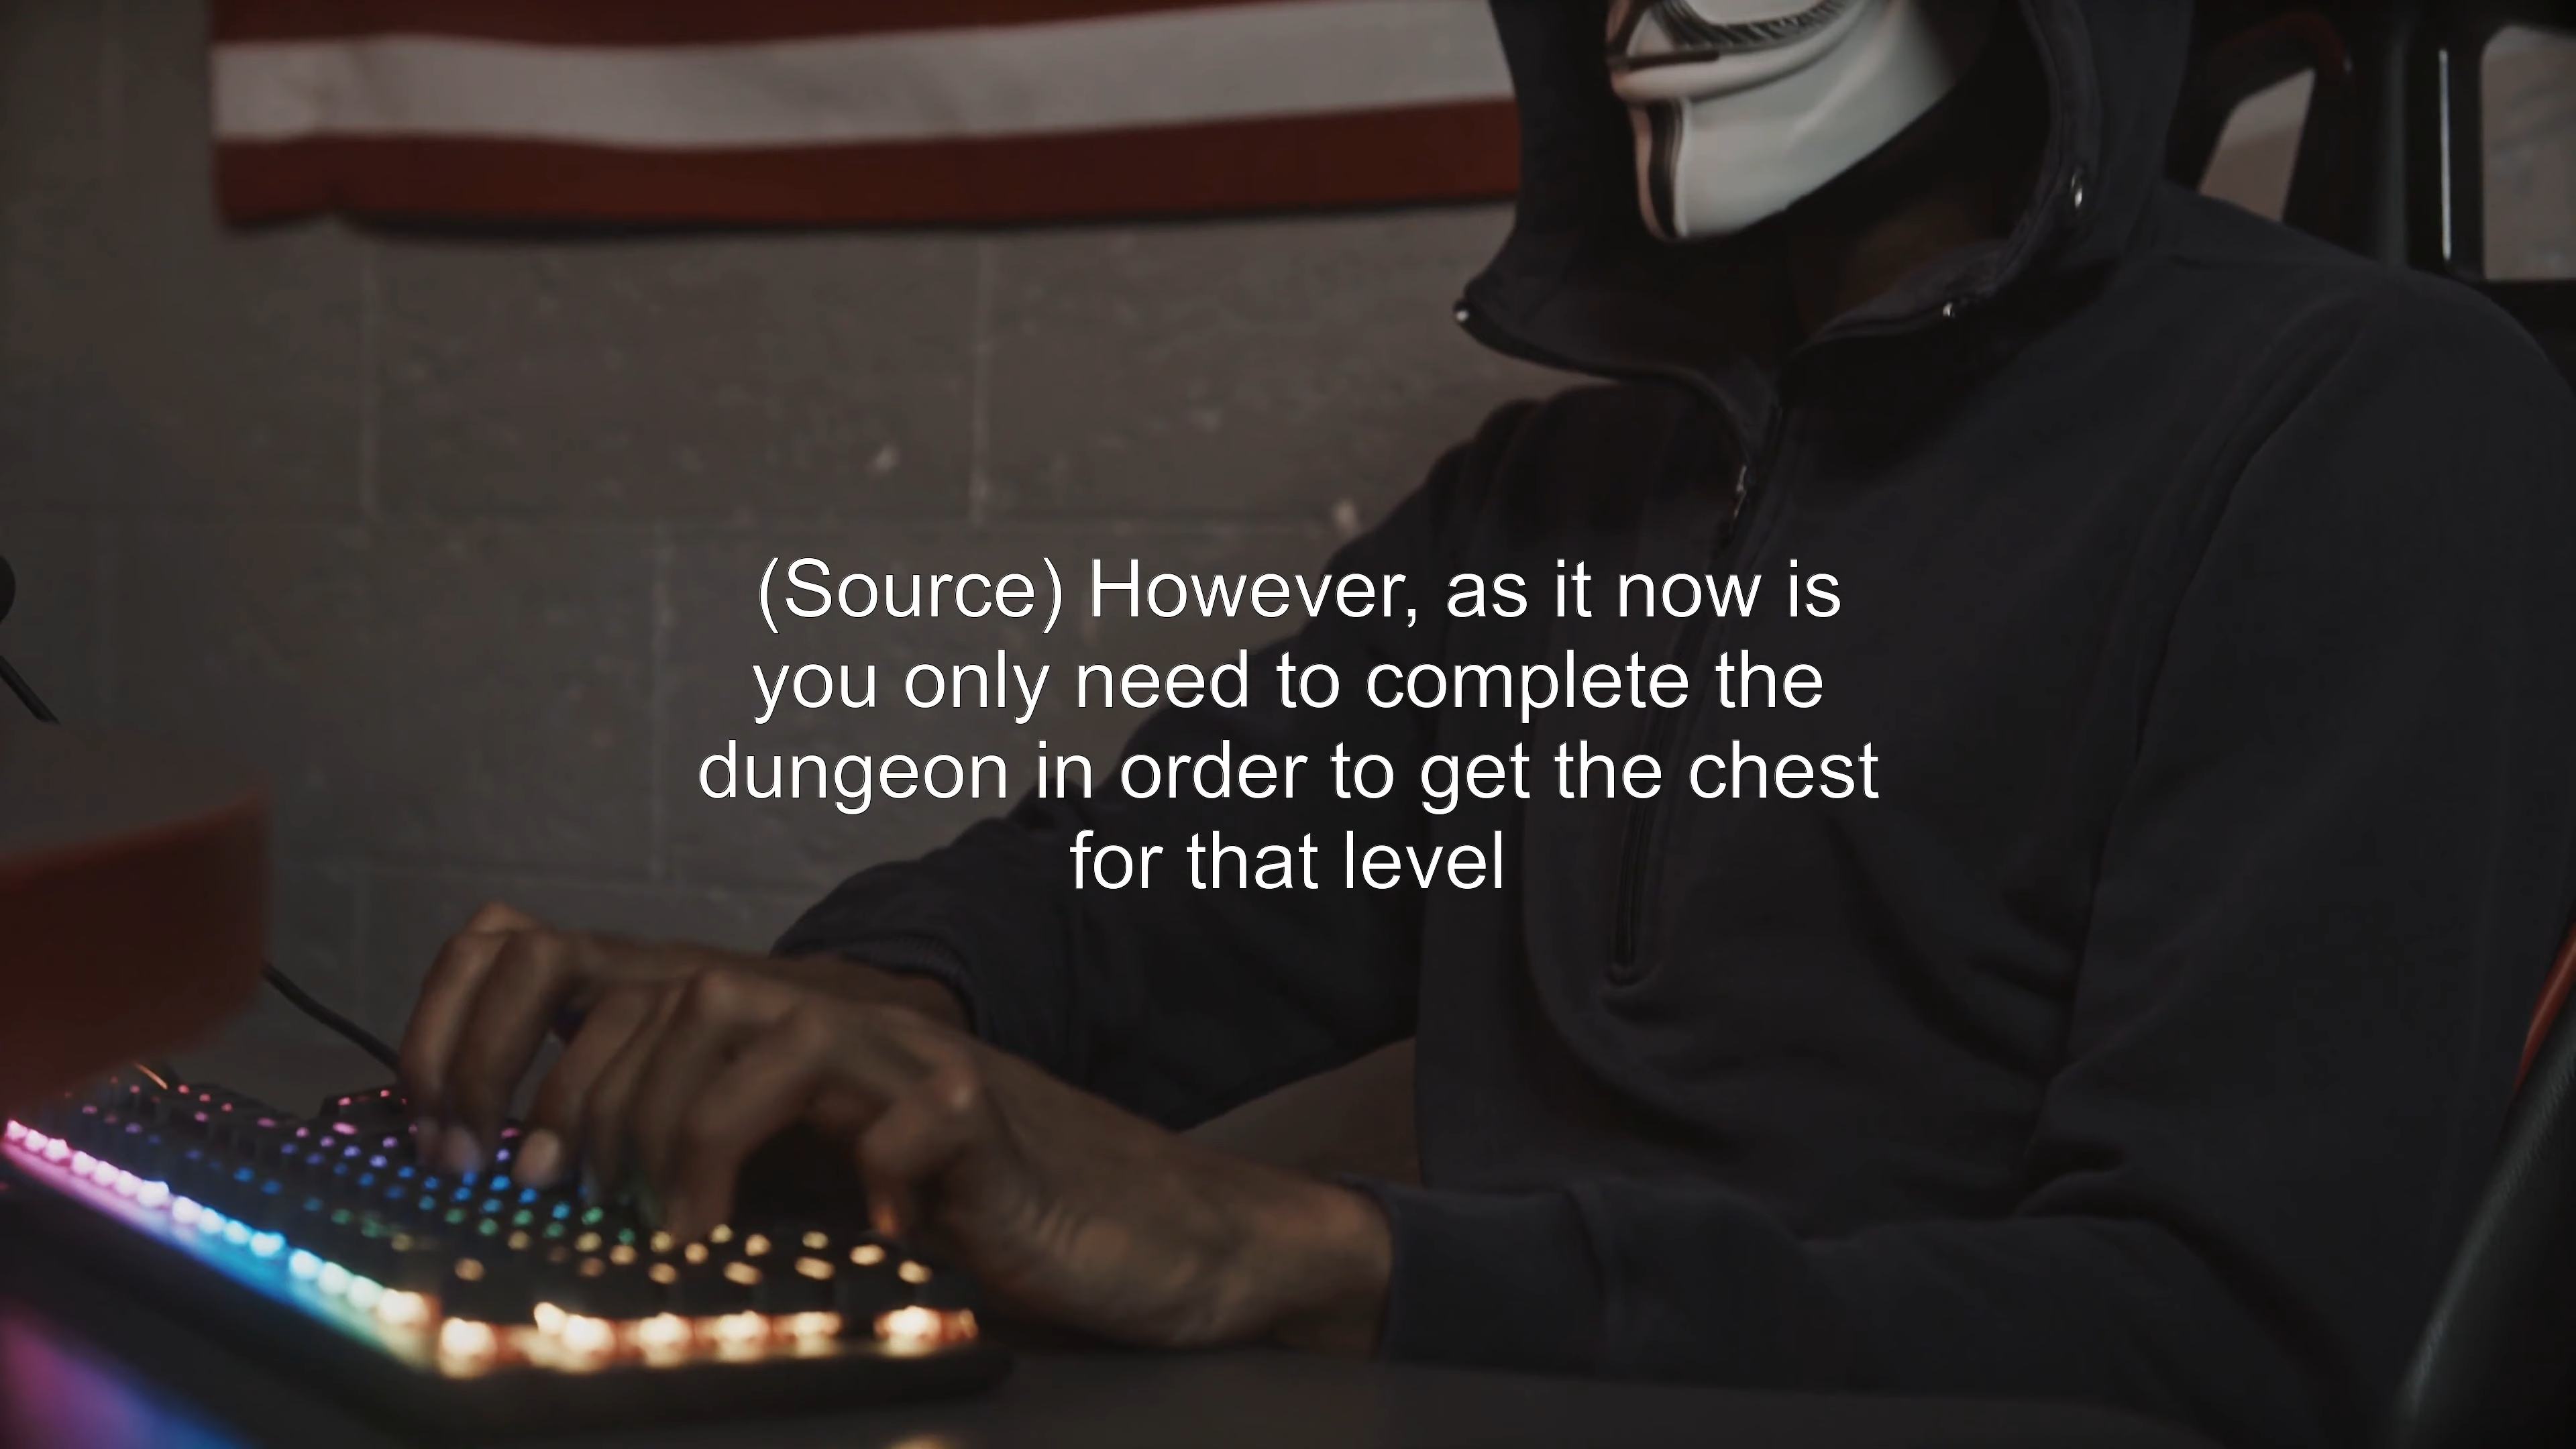 (Source) However, as it now is
you only need to complete the
dungeon in order to get the chest
for that level